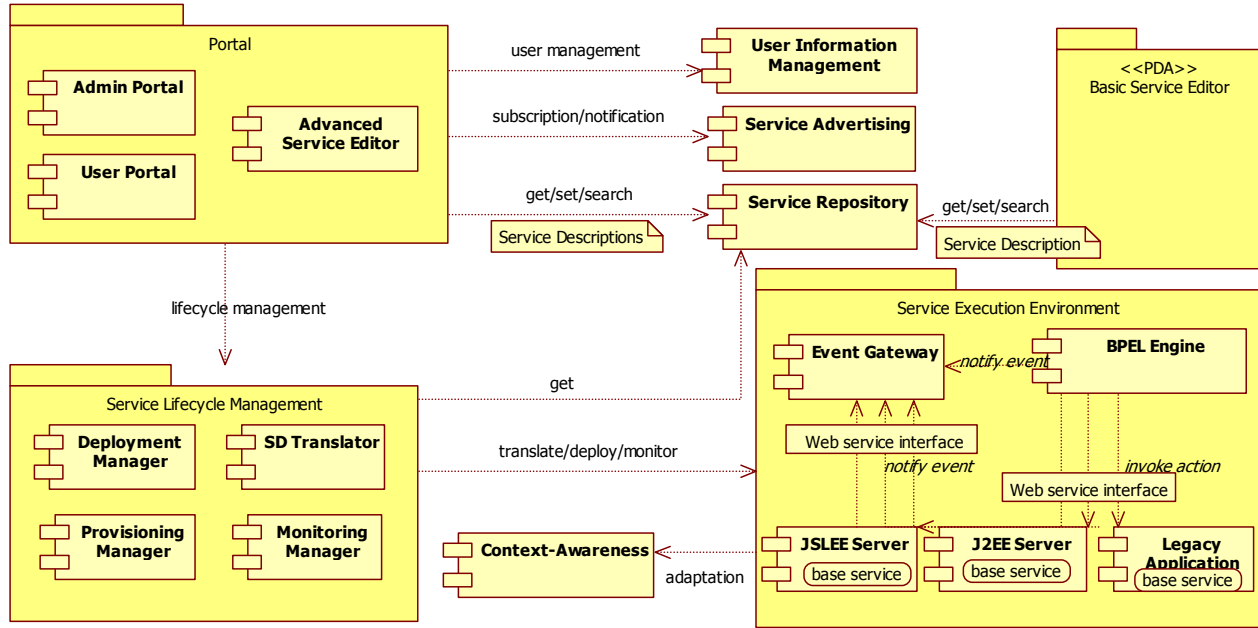 Portal
Admin Portal
User Portal
Advanced
Service Editor
user management
subscription/notification
get/set/search
Service Descriptions
User Information
Management
Service Advertising
Service Repository
<<PDA>>
Basic Service Editor
get/set/search
Service Description
lifecycle management
Service Lifecycle Management
Deployment
Manager
SD Translator
Provisioning
Manager
Monitoring
Manager
get
translate/deploy/monitor
Context-Awareness
adaptation
Service Execution Environment
Event Gateway
notify event
BPEL Engine
Web service interface
notify event
invoke action
Web service interface
JSLEE Server
base service
J2EE Server
base service
Legacy
Application
base service